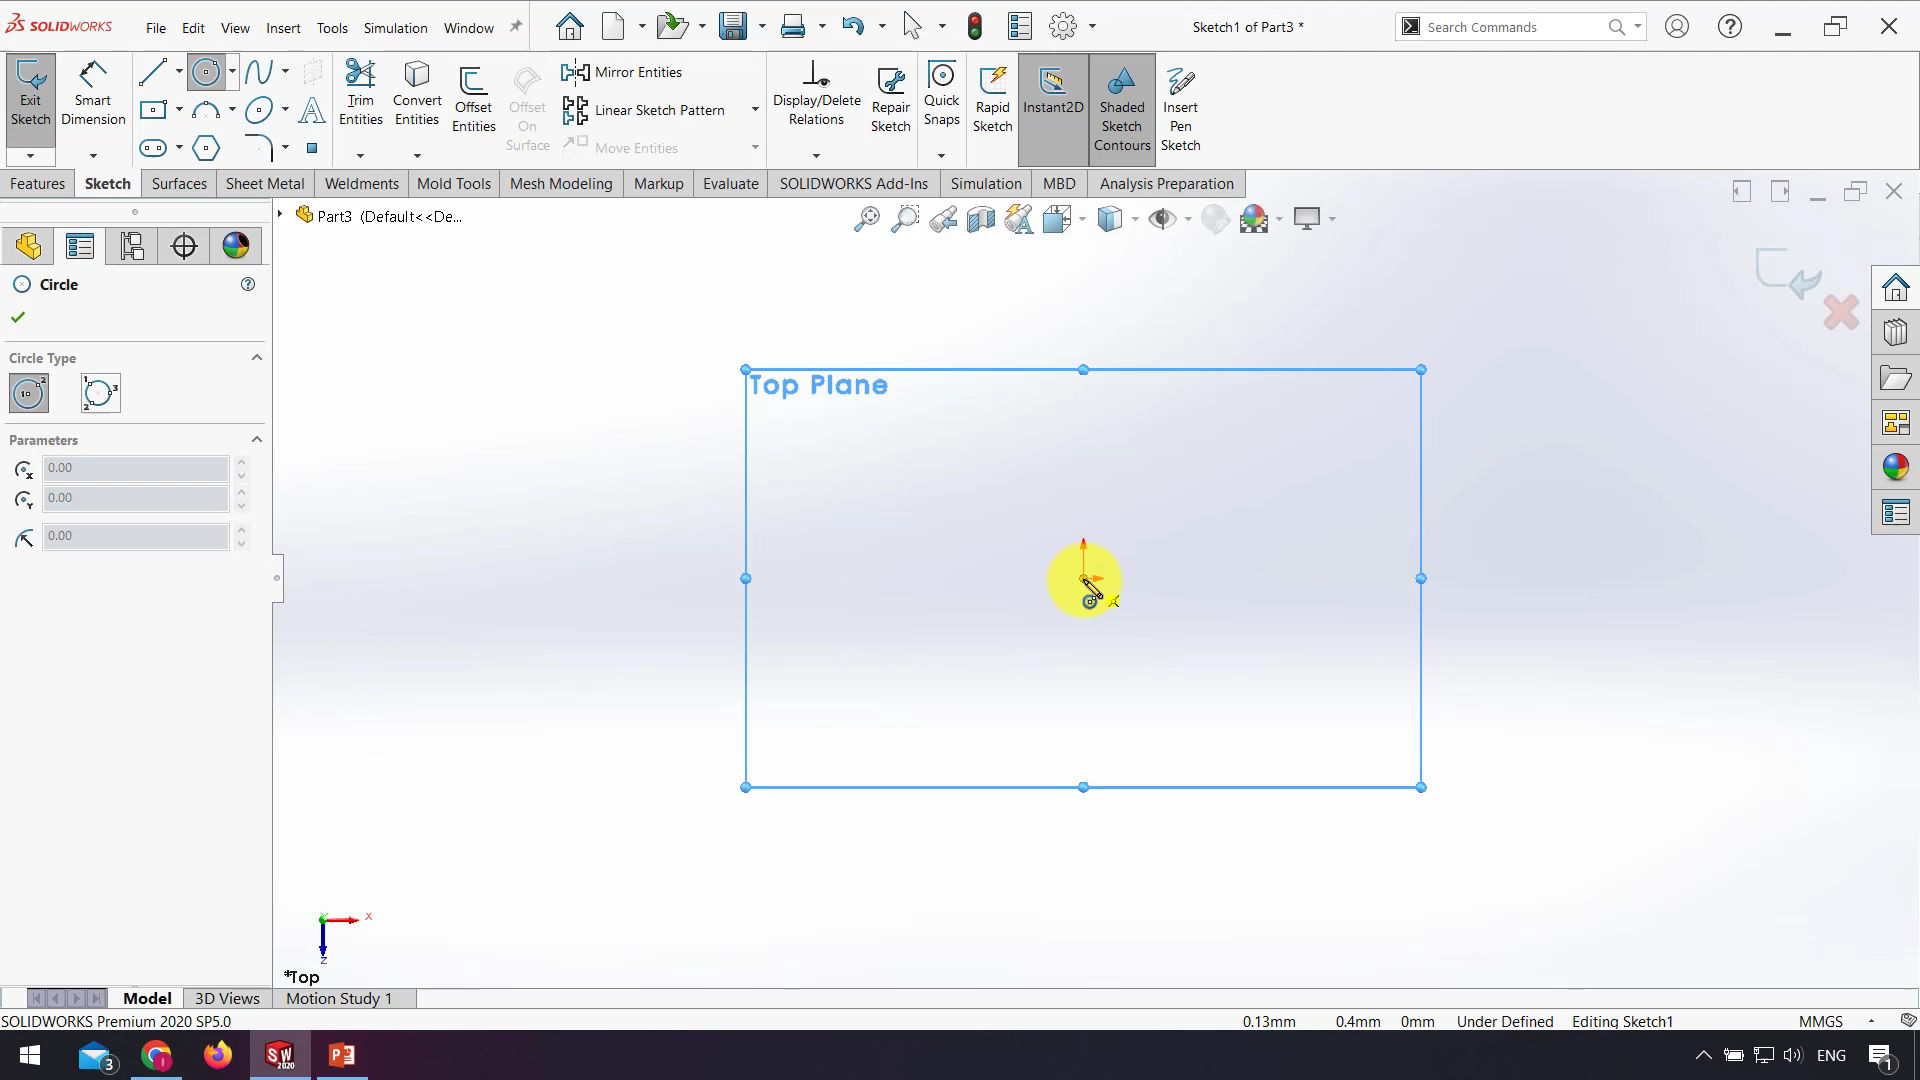 SOLIDWORKS File Edit View Insert Tools Simulation Window Sketch1 of Part3 * Search Commands
Exit Sketch
Smart Dimension
Trim Entities
Convert Entities
Offset Entities
Offset On Surface
Mirror Entities
Linear Sketch Pattern
Move Entities
Display/Delete Relations
Repair Sketch
Quick Snaps
Rapid Sketch
Instant2D
Shaded Sketch Contours
Insert Pen Sketch
Features Sketch Surfaces Sheet Metal Weldments Mold Tools Mesh Modeling Markup Evaluate SOLIDWORKS Add-Ins Simulation MBD Analysis Preparation
Part3 (Default<<De...
Circle
Circle Type
Parameters
0.00
0.00
0.00
Top Plane
X
Z
*Top
Model 3D Views Motion Study 1
SOLIDWORKS Premium 2020 SP5.0 0.13mm 0.4mm 0mm Under Defined Editing Sketch1 MMGS
3 SW 2020 ENG 1